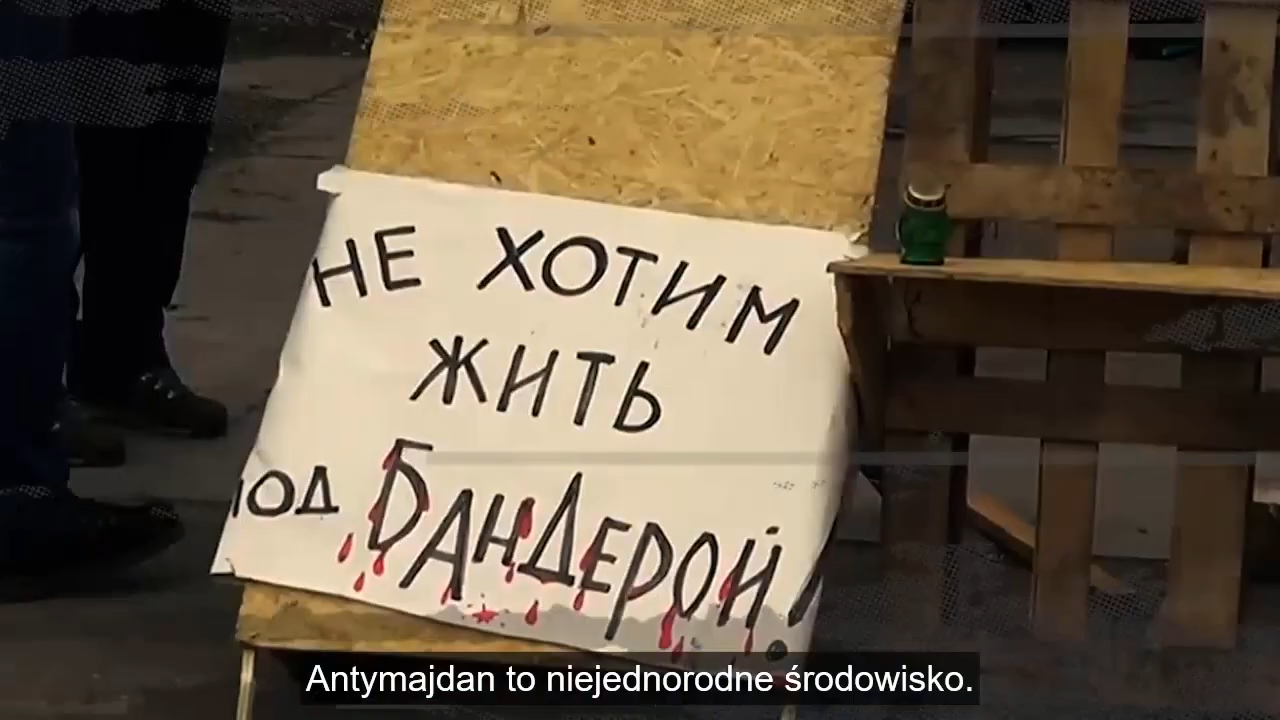 НЕ ХОТИМ
ЖИТЬ
ПОД БАНДЕРОЙ!
Antymajdan to niejednorodne środowisko.